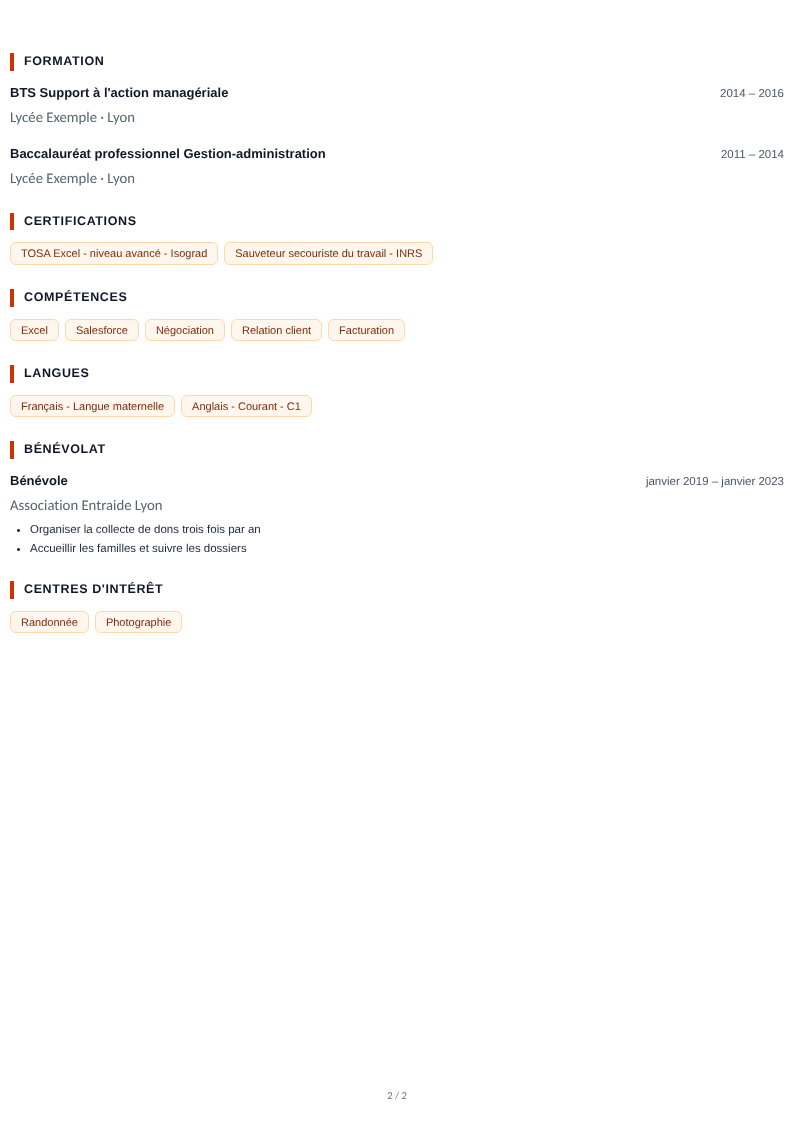 FORMATION
BTS Support à l'action managériale 2014 – 2016
Lycée Exemple · Lyon
Baccalauréat professionnel Gestion-administration 2011 – 2014
Lycée Exemple · Lyon
CERTIFICATIONS
TOSA Excel - niveau avancé - Isograd Sauveteur secouriste du travail - INRS
COMPÉTENCES
Excel Salesforce Négociation Relation client Facturation
LANGUES
Français - Langue maternelle Anglais - Courant - C1
BÉNÉVOLAT
Bénévole janvier 2019 – janvier 2023
Association Entraide Lyon
• Organiser la collecte de dons trois fois par an
• Accueillir les familles et suivre les dossiers
CENTRES D'INTÉRÊT
Randonnée Photographie
2 / 2